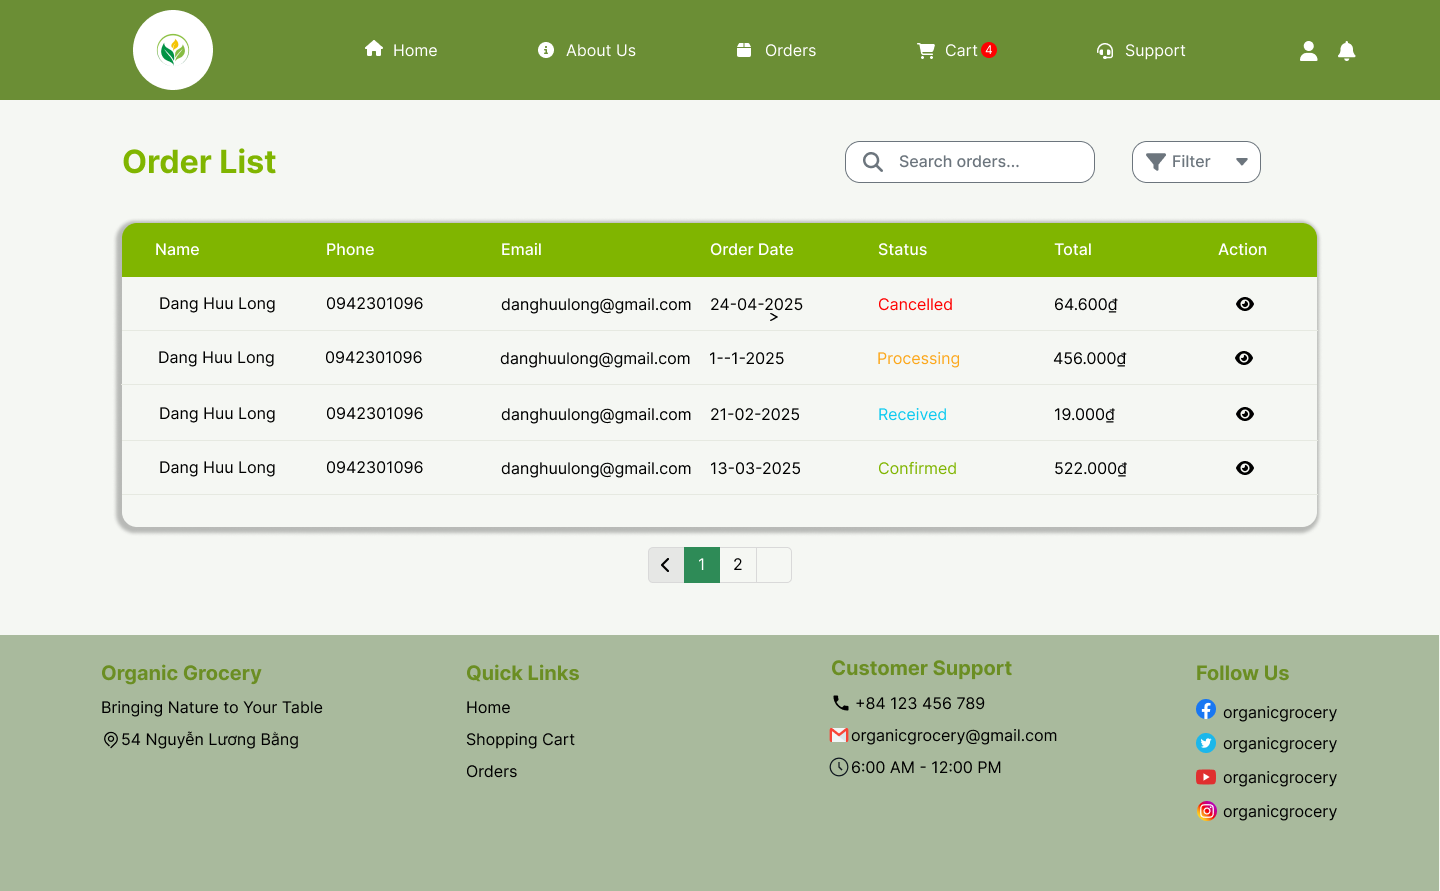 Home About Us Orders Cart 4 Support
Order List
Search orders...
Filter
Name Phone Email Order Date Status Total Action
Dang Huu Long 0942301096 danghuulong@gmail.com 24-04-2025 Cancelled 64.600₫
>
Dang Huu Long 0942301096 danghuulong@gmail.com 1--1-2025 Processing 456.000₫
Dang Huu Long 0942301096 danghuulong@gmail.com 21-02-2025 Received 19.000₫
Dang Huu Long 0942301096 danghuulong@gmail.com 13-03-2025 Confirmed 522.000₫
1 2
Organic Grocery
Bringing Nature to Your Table
54 Nguyễn Lương Bằng
Quick Links
Home
Shopping Cart
Orders
Customer Support
+84 123 456 789
organicgrocery@gmail.com
6:00 AM - 12:00 PM
Follow Us
organicgrocery
organicgrocery
organicgrocery
organicgrocery